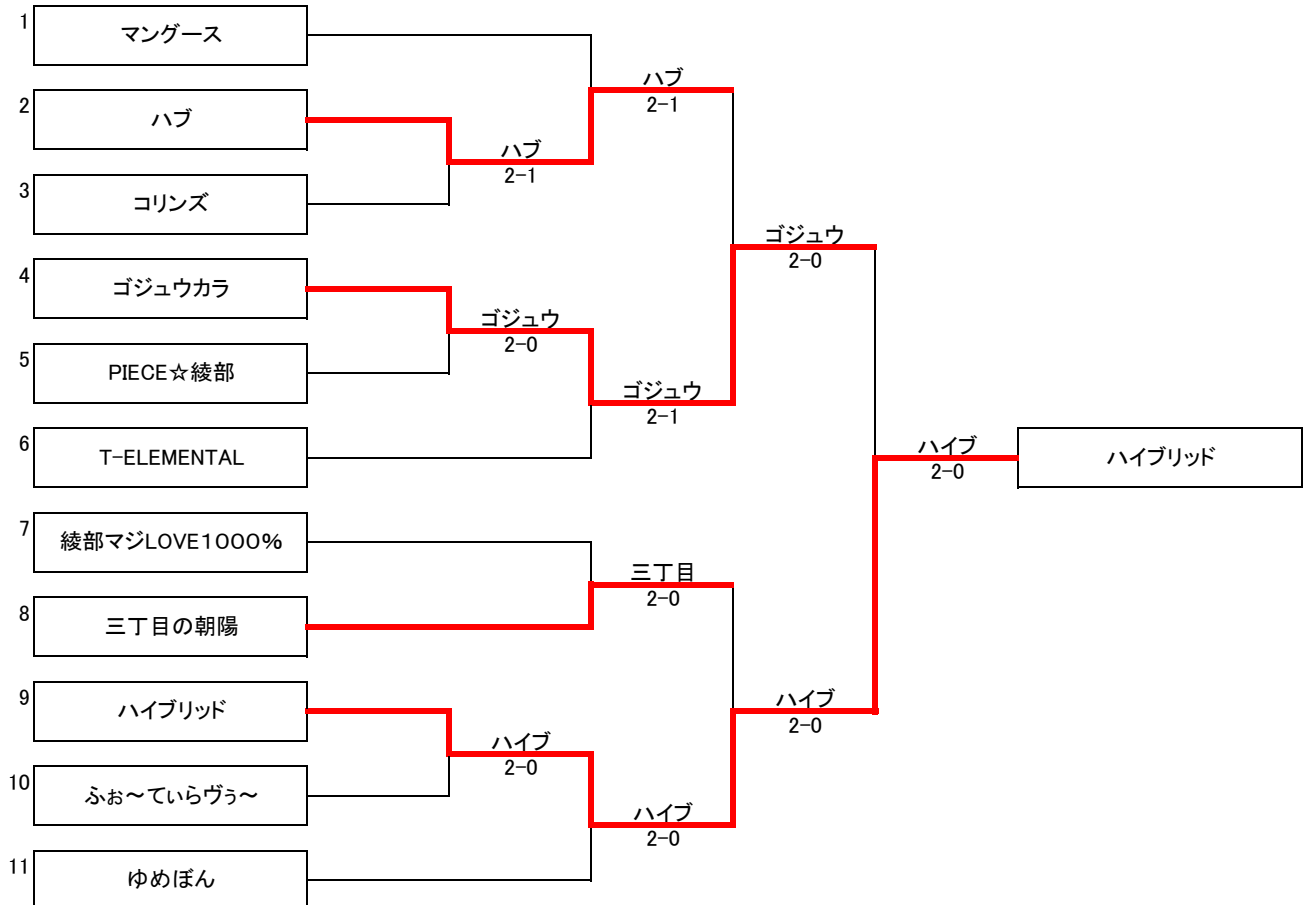 1
マングース
2
ハブ
3
コリンズ
4
ゴジュウカラ
5
PIECE☆綾部
6
T-ELEMENTAL
7
綾部マジLOVE1000%
8
三丁目の朝陽
9
ハイブリッド
10
ふぉ～てぃらヴぅ～
11
ゆめぼん
ハブ
2-1
ゴジュウ
2-0
ハイブ
2-0
ハブ
2-1
ゴジュウ
2-1
三丁目
2-0
ハイブ
2-0
ゴジュウ
2-0
ハイブ
2-0
ハイブ
2-0
ハイブリッド